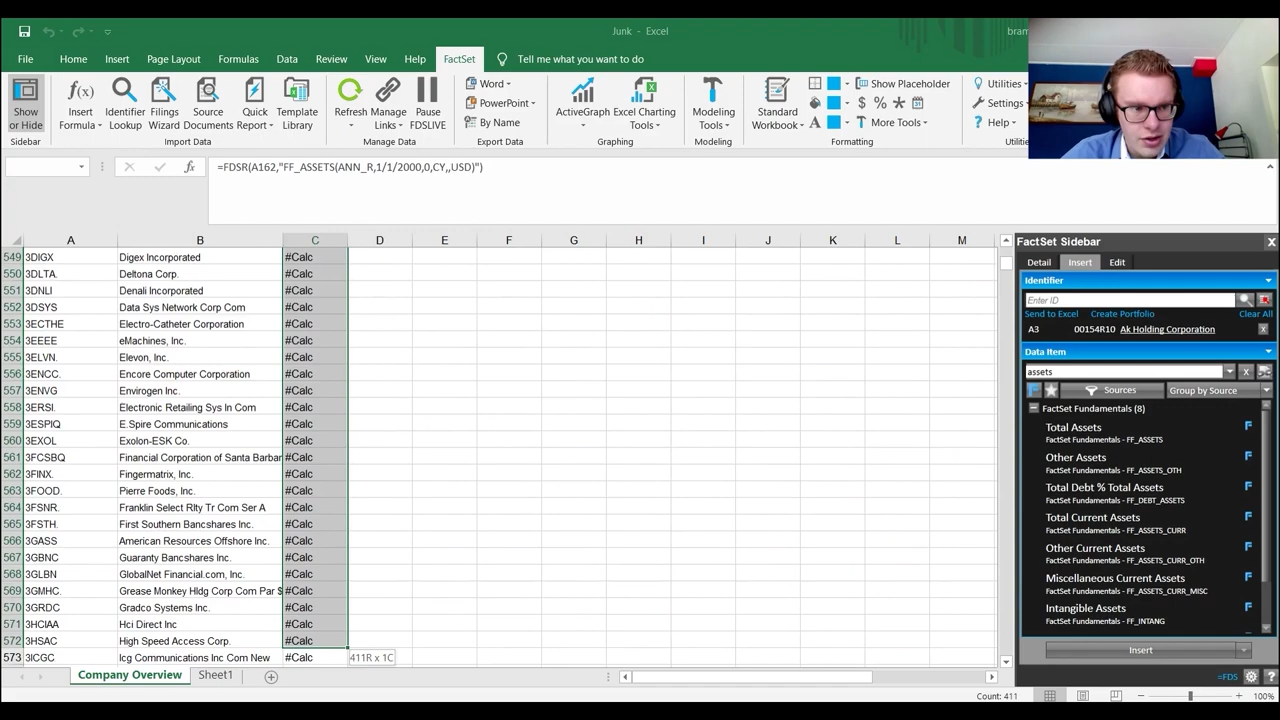 Junk - Excel
bram
File Home Insert Page Layout Formulas Data Review View Help FactSet Tell me what you want to do
Show or Hide
Sidebar
Insert Formula
Identifier Lookup
Filings Wizard
Source Documents
Quick Report
Template Library
Import Data
Refresh
Manage Links
Pause FDSLIVE
Manage Data
Word
PowerPoint
By Name
Export Data
ActiveGraph
Excel Charting Tools
Graphing
Modeling Tools
Modeling
Standard Workbook
Show Placeholder
More Tools
Formatting
Utilities
Settings
Help
Utilitie
=FDSR(A162,"FF_ASSETS(ANN_R,1/1/2000,0,CY,,USD)")
A B C D E F G H I J K L M
549 3DIGX Digex Incorporated #Calc
550 3DLTA. Deltona Corp. #Calc
551 3DNLI Denali Incorporated #Calc
552 3DSYS Data Sys Network Corp Com #Calc
553 3ECTHE Electro-Catheter Corporation #Calc
554 3EEEE eMachines, Inc. #Calc
555 3ELVN. Elevon, Inc. #Calc
556 3ENCC. Encore Computer Corporation #Calc
557 3ENVG Envirogen Inc. #Calc
558 3ERSI. Electronic Retailing Sys In Com #Calc
559 3ESPIQ E.Spire Communications #Calc
560 3EXOL Exolon-ESK Co. #Calc
561 3FCSBQ Financial Corporation of Santa Barbar #Calc
562 3FINX. Fingermatrix, Inc. #Calc
563 3FOOD. Pierre Foods, Inc. #Calc
564 3FSNR. Franklin Select Rlty Tr Com Ser A #Calc
565 3FSTH. First Southern Bancshares Inc. #Calc
566 3GASS American Resources Offshore Inc. #Calc
567 3GBNC Guaranty Bancshares Inc. #Calc
568 3GLBN GlobalNet Financial.com, Inc. #Calc
569 3GMHC. Grease Monkey Hldg Corp Com Par $ #Calc
570 3GRDC Gradco Systems Inc. #Calc
571 3HCIAA Hci Direct Inc #Calc
572 3HSAC High Speed Access Corp. #Calc
573 3ICGC Icg Communications Inc Com New #Calc
411R x 1C
Company Overview Sheet1
Count: 411
100%
FactSet Sidebar
Detail Insert Edit
Identifier
Enter ID
Send to Excel Create Portfolio Clear All
A3 00154R10 Ak Holding Corporation
Data Item
assets
Sources Group by Source
FactSet Fundamentals (8)
Total Assets
FactSet Fundamentals - FF_ASSETS
Other Assets
FactSet Fundamentals - FF_ASSETS_OTH
Total Debt % Total Assets
FactSet Fundamentals - FF_DEBT_ASSETS
Total Current Assets
FactSet Fundamentals - FF_ASSETS_CURR
Other Current Assets
FactSet Fundamentals - FF_ASSETS_CURR_OTH
Miscellaneous Current Assets
FactSet Fundamentals - FF_ASSETS_CURR_MISC
Intangible Assets
FactSet Fundamentals - FF_INTANG
Insert
=FDS